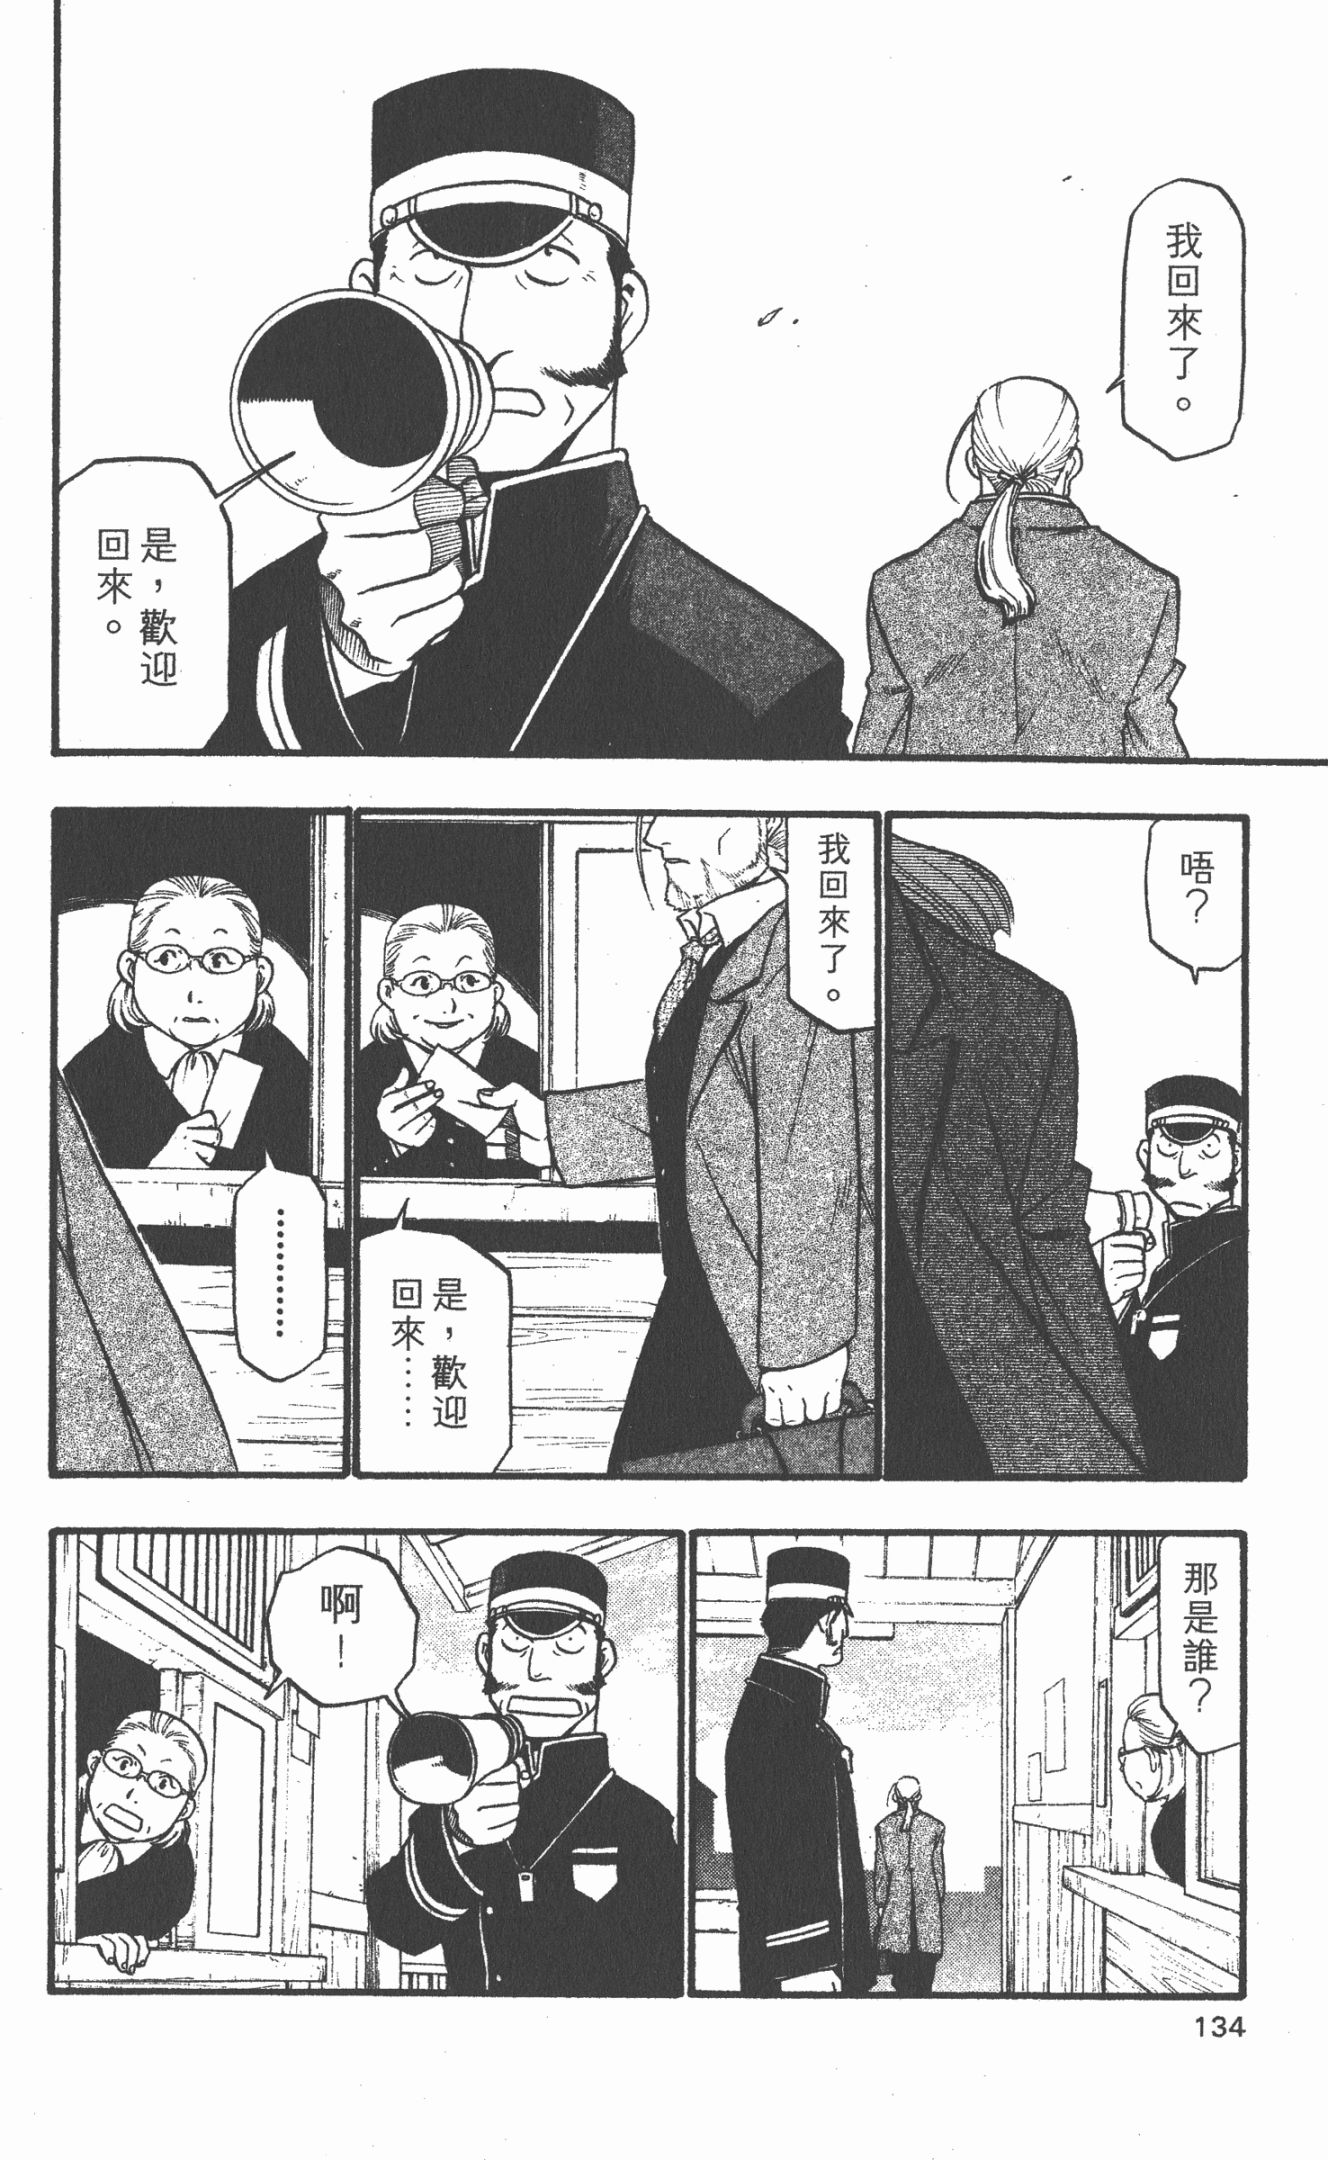 我回來了。
是，歡迎
回來。
唔？
我回來了。
是，歡迎
回來……
………
那是誰？
啊！
134